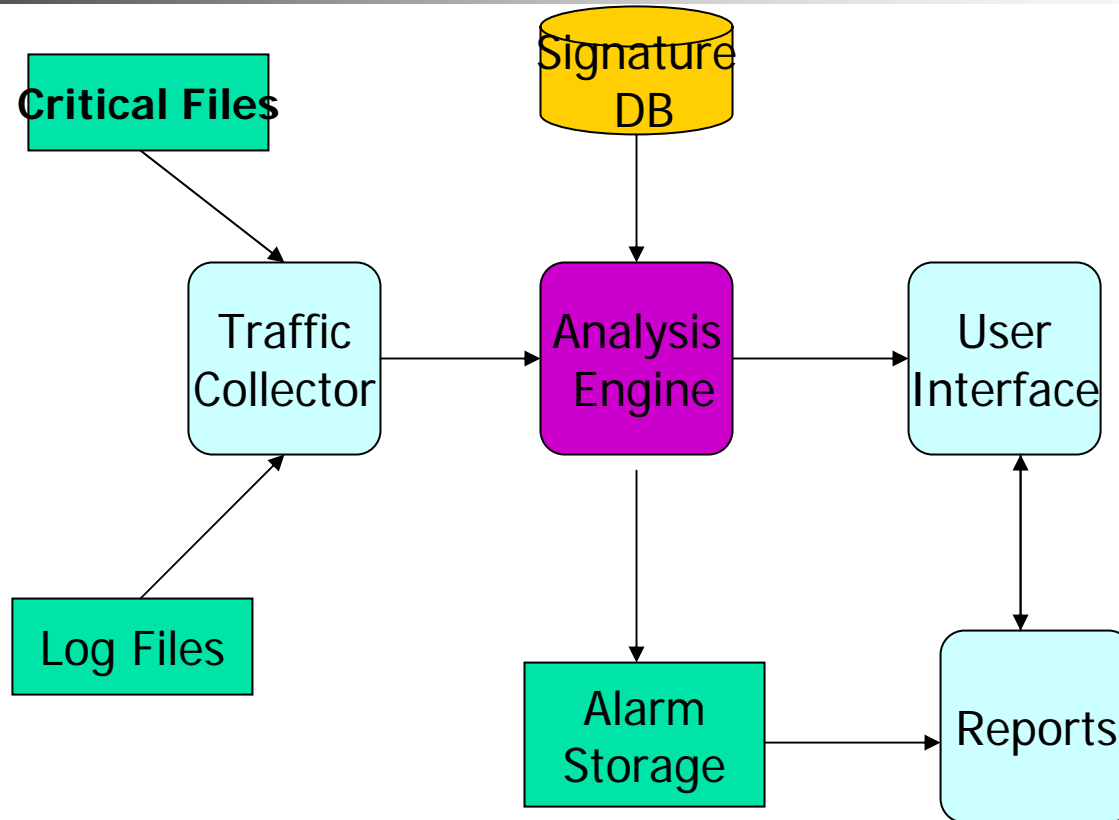 Critical Files
Signature
DB
Traffic
Collector
Analysis
Engine
User
Interface
Log Files
Alarm
Storage
Reports